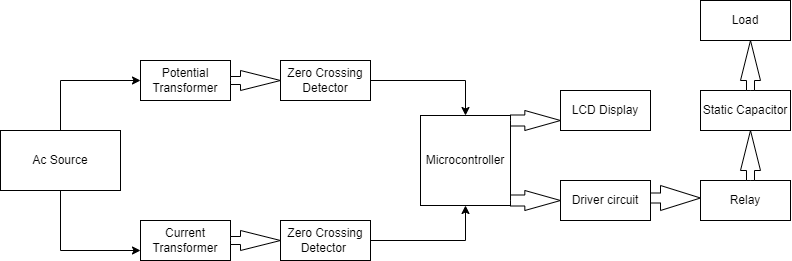 Load
Potential
Transformer
Zero Crossing
Detector
LCD Display
Static Capacitor
Ac Source
Microcontroller
Current
Transformer
Zero Crossing
Detector
Driver circuit
Relay